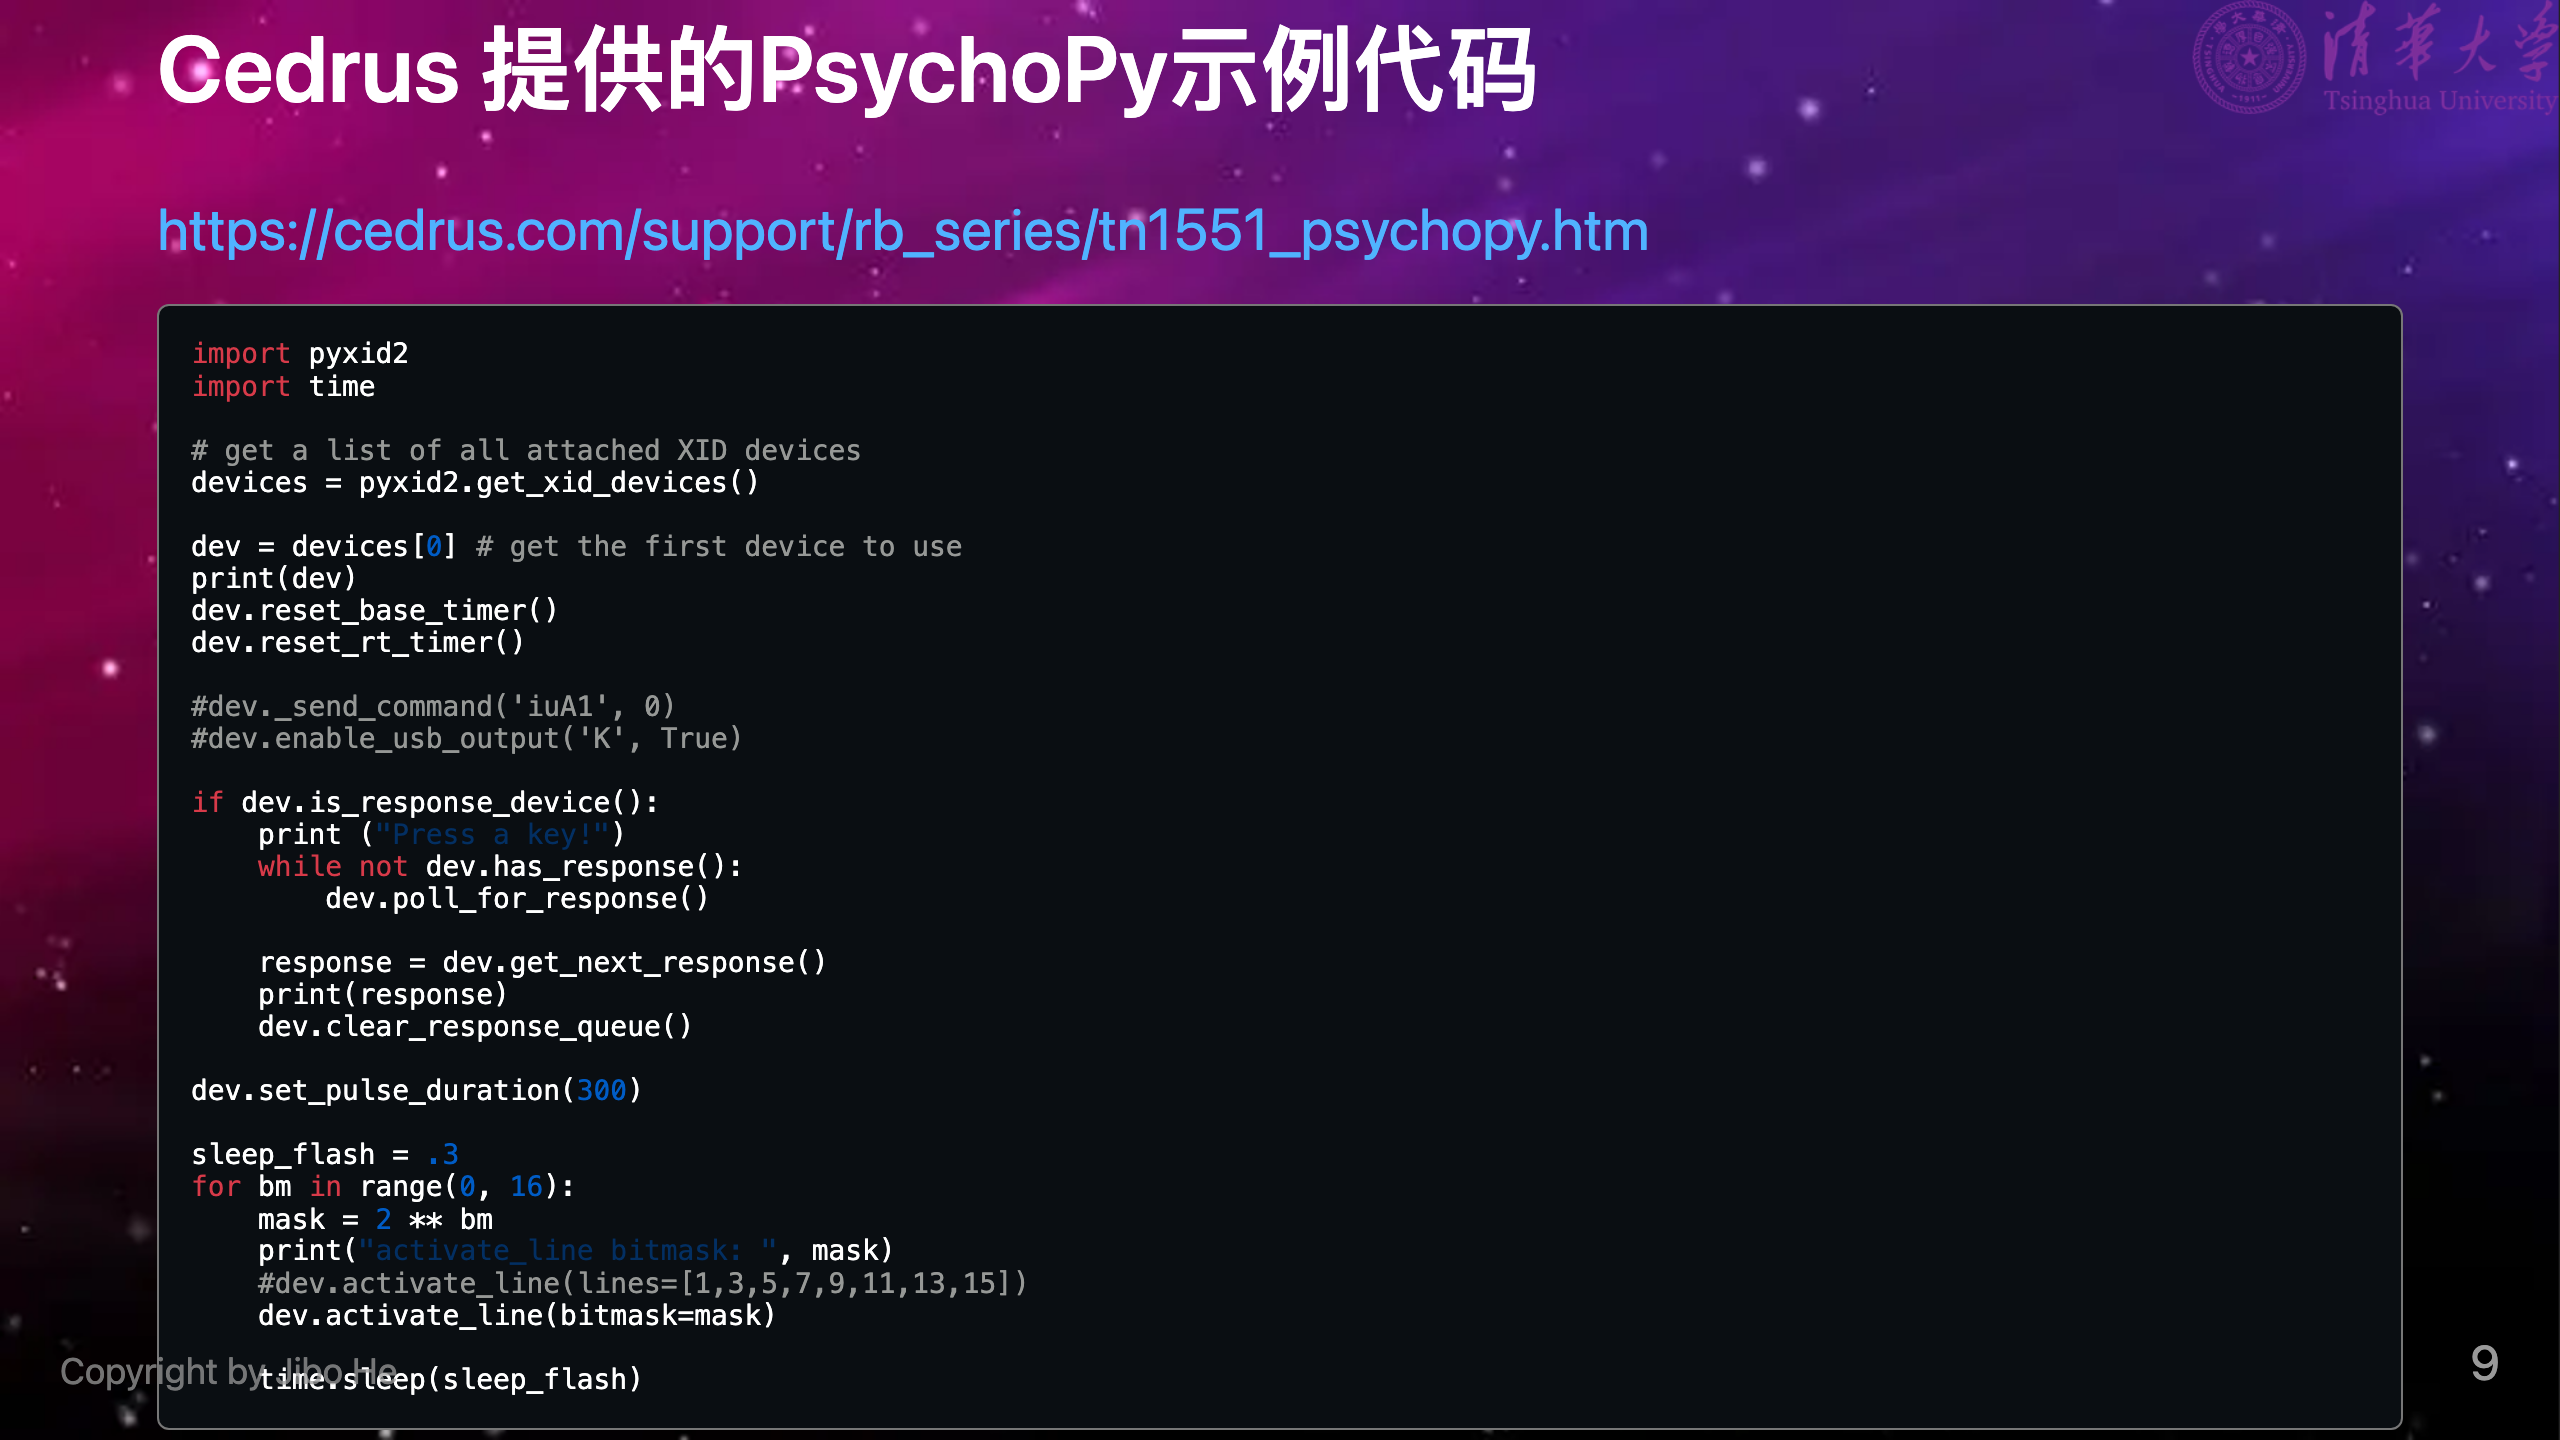 Cedrus 提供的PsychoPy示例代码
清华大学
Tsinghua University
https://cedrus.com/support/rb_series/tn1551_psychopy.htm
import pyxid2
import time
# get a list of all attached XID devices
devices = pyxid2.get_xid_devices()
dev = devices[0] # get the first device to use
print(dev)
dev.reset_base_timer()
dev.reset_rt_timer()
#dev._send_command('iuA1', 0)
#dev.enable_usb_output('K', True)
if dev.is_response_device():
    print ("Press a key!")
    while not dev.has_response():
        dev.poll_for_response()
    response = dev.get_next_response()
    print(response)
    dev.clear_response_queue()
dev.set_pulse_duration(300)
sleep_flash = .3
for bm in range(0, 16):
    mask = 2 ** bm
    print("activate_line bitmask: ", mask)
    #dev.activate_line(lines=[1,3,5,7,9,11,13,15])
    dev.activate_line(bitmask=mask)
    time.sleep(sleep_flash)
Copyright by Jibo He
9